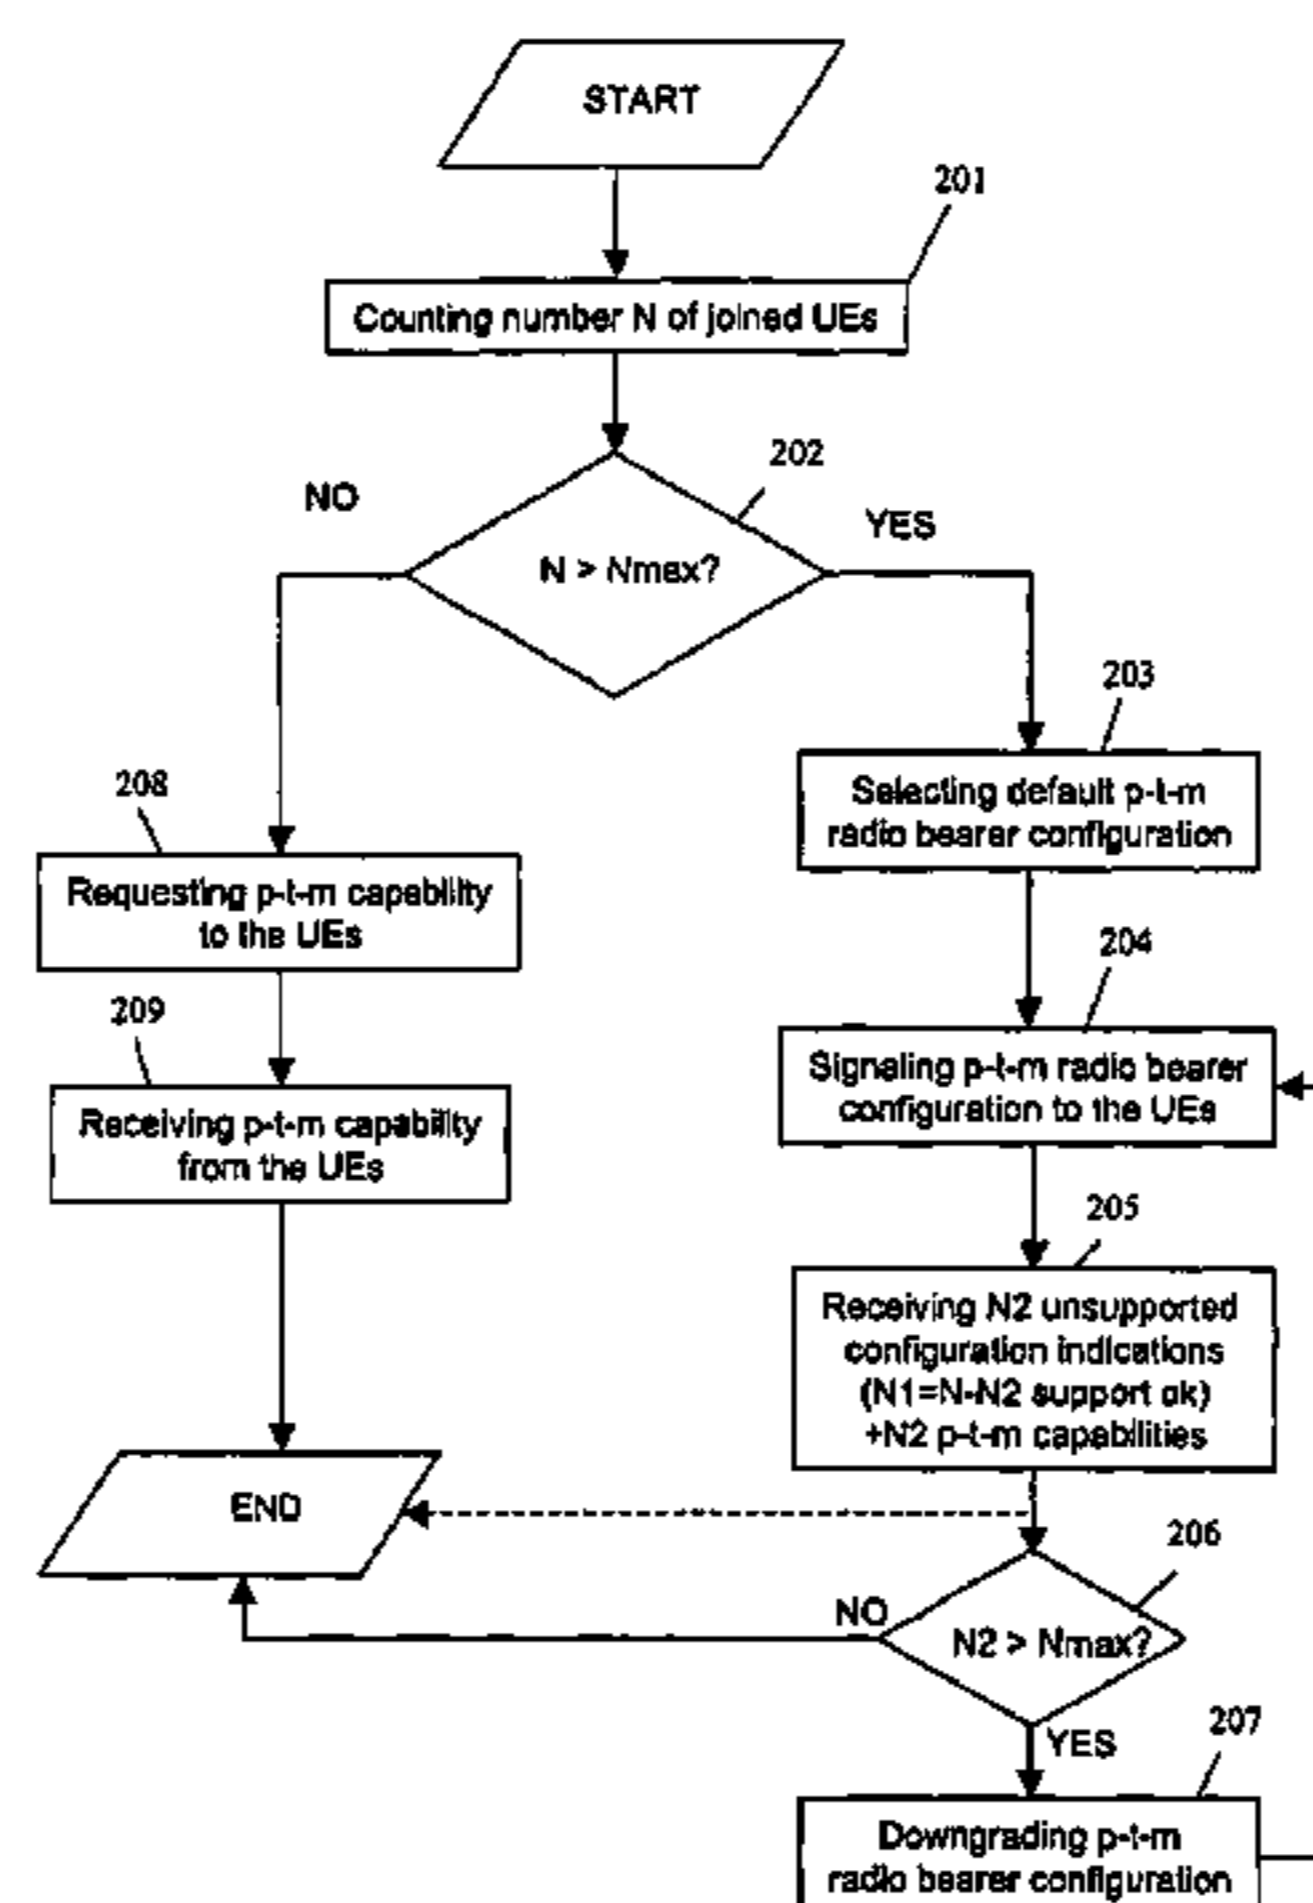 START
201
Counting number N of joined UEs
202
NO
YES
N > Nmax?
203
Selecting default p-t-m
radio bearer configuration
208
Requesting p-t-m capability
to the UEs
204
Signaling p-t-m radio bearer
configuration to the UEs
209
Receiving p-t-m capability
from the UEs
205
Receiving N2 unsupported
configuration indications
(N1=N-N2 support ok)
+N2 p-t-m capabilities
END
206
NO
N2 > Nmax?
YES
207
Downgrading p-t-m
radio bearer configuration